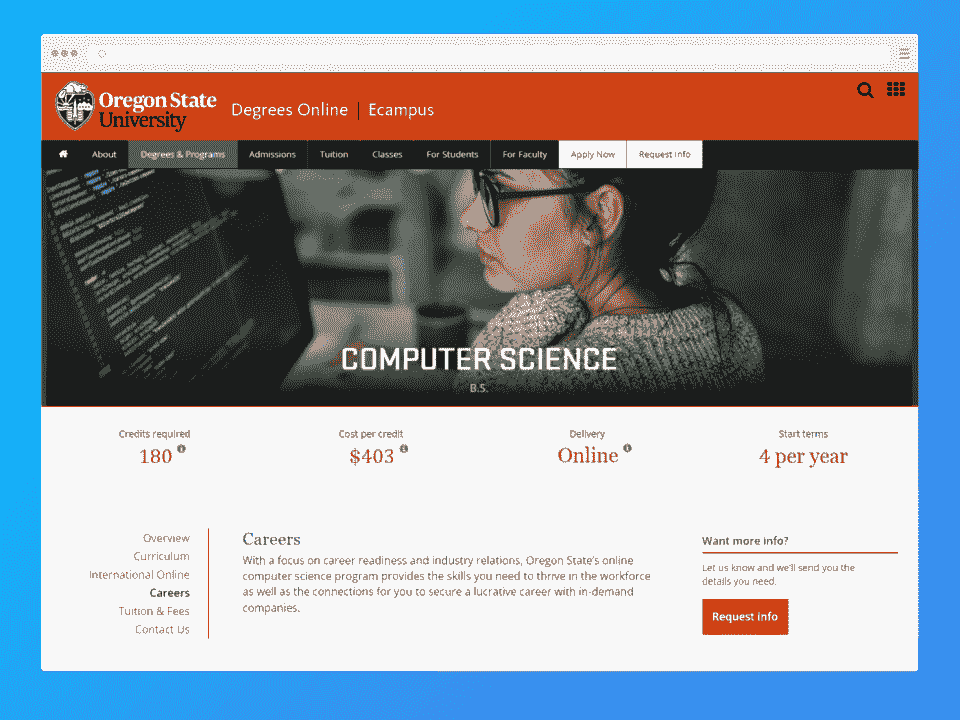 Oregon State
University
Degrees Online | Ecampus
About Degrees & Programs Admissions Tuition Classes For Students For Faculty Apply Now Request Info
COMPUTER SCIENCE
B.S.
Credits required
180
Cost per credit
$403
Delivery
Online
Start terms
4 per year
Overview
Curriculum
International Online
Careers
Tuition & Fees
Contact Us
Careers
With a focus on career readiness and industry relations, Oregon State's online
computer science program provides the skills you need to thrive in the workforce
as well as the connections for you to secure a lucrative career with in-demand
companies.
Want more info?
Let us know and we'll send you the
details you need.
Request info